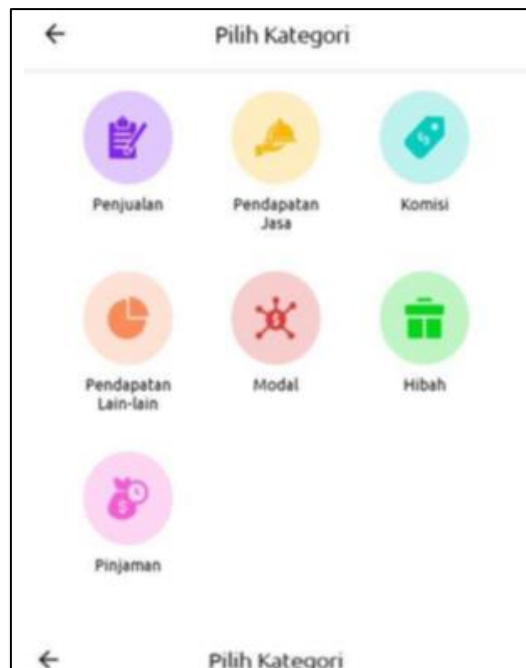 Pilih Kategori
Penjualan
Pendapatan
Jasa
Komisi
Pendapatan
Lain-lain
Modal
Hibah
Pinjaman
Pilih Kategori